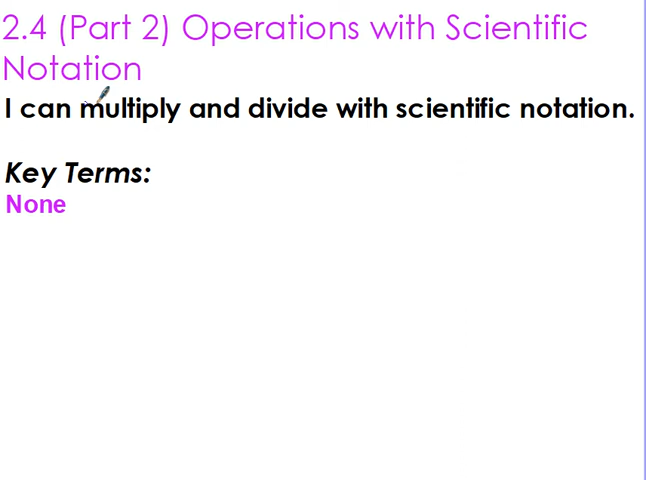 2.4 (Part 2) Operations with Scientific
Notation
I can multiply and divide with scientific notation.
Key Terms:
None